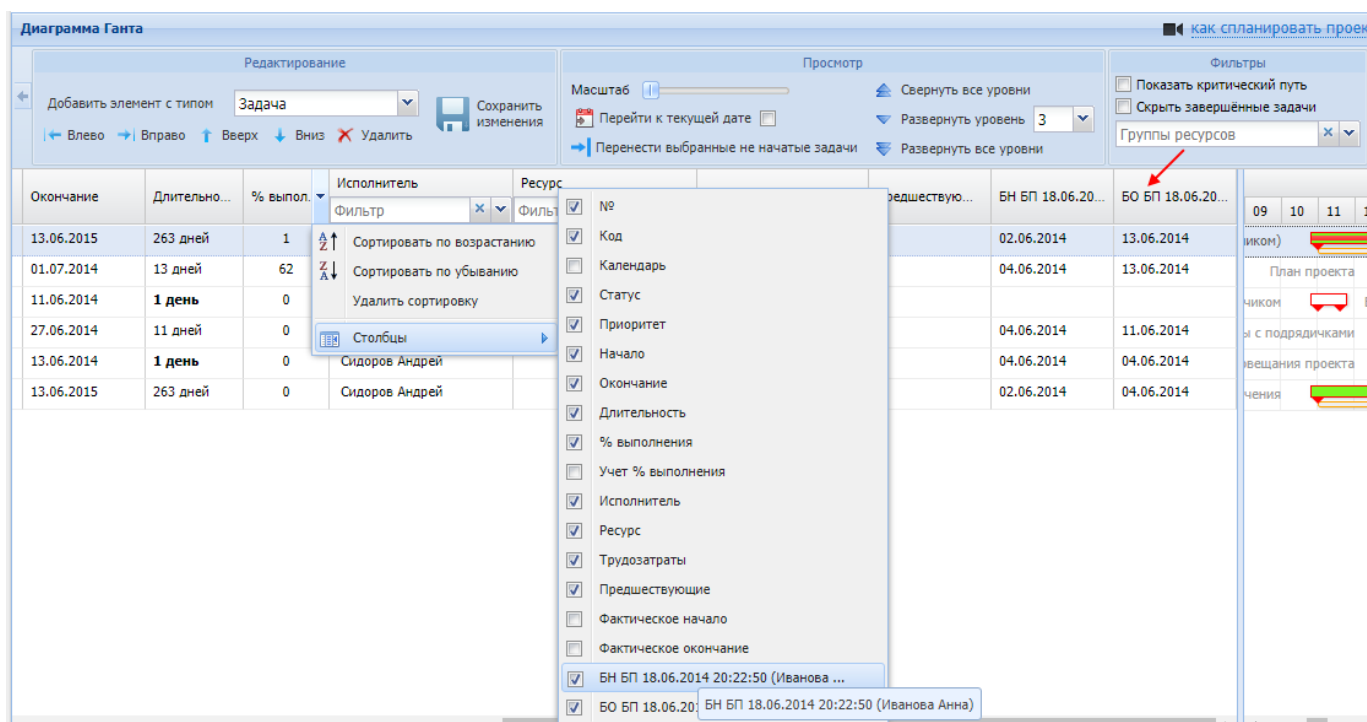 Диаграмма Ганта
как спланировать проек
Редактирование
Просмотр
Фильтры
Добавить элемент с типом Задача
Сохранить изменения
Влево Вправо Вверх Вниз Удалить
Масштаб
Перейти к текущей дате
Перенести выбранные не начатые задачи
Свернуть все уровни
Развернуть уровень 3
Развернуть все уровни
Показать критический путь
Скрыть завершённые задачи
Группы ресурсов
Окончание Длительно... % выпол. Исполнитель Ресурс редшествую... БН БП 18.06.20... БО БП 18.06.20...
Фильтр Фильт
09 10 11 1
13.06.2015 263 дней 1 02.06.2014 13.06.2014 иком)
01.07.2014 13 дней 62 04.06.2014 13.06.2014 План проекта
11.06.2014 1 день 0 чиком
27.06.2014 11 дней 0 04.06.2014 11.06.2014 ы с подрядичками
13.06.2014 1 день 0 Сидоров Андрей 04.06.2014 04.06.2014 овещания проекта
13.06.2015 263 дней 0 Сидоров Андрей 02.06.2014 04.06.2014 чения
Сортировать по возрастанию
Сортировать по убыванию
Удалить сортировку
Столбцы
№
Код
Календарь
Статус
Приоритет
Начало
Окончание
Длительность
% выполнения
Учет % выполнения
Исполнитель
Ресурс
Трудозатраты
Предшествующие
Фактическое начало
Фактическое окончание
БН БП 18.06.2014 20:22:50 (Иванова ...
БО БП 18.06.20
БН БП 18.06.2014 20:22:50 (Иванова Анна)